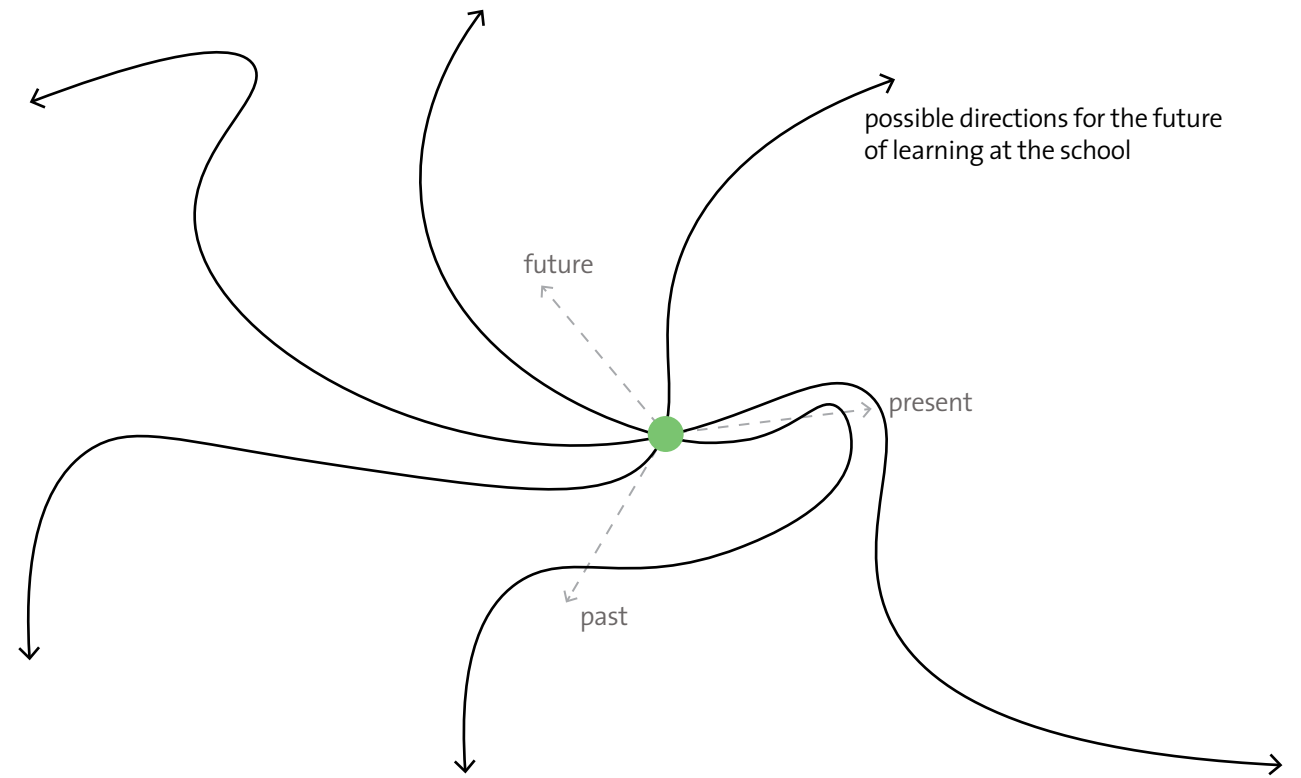 possible directions for the future
of learning at the school
future
present
past